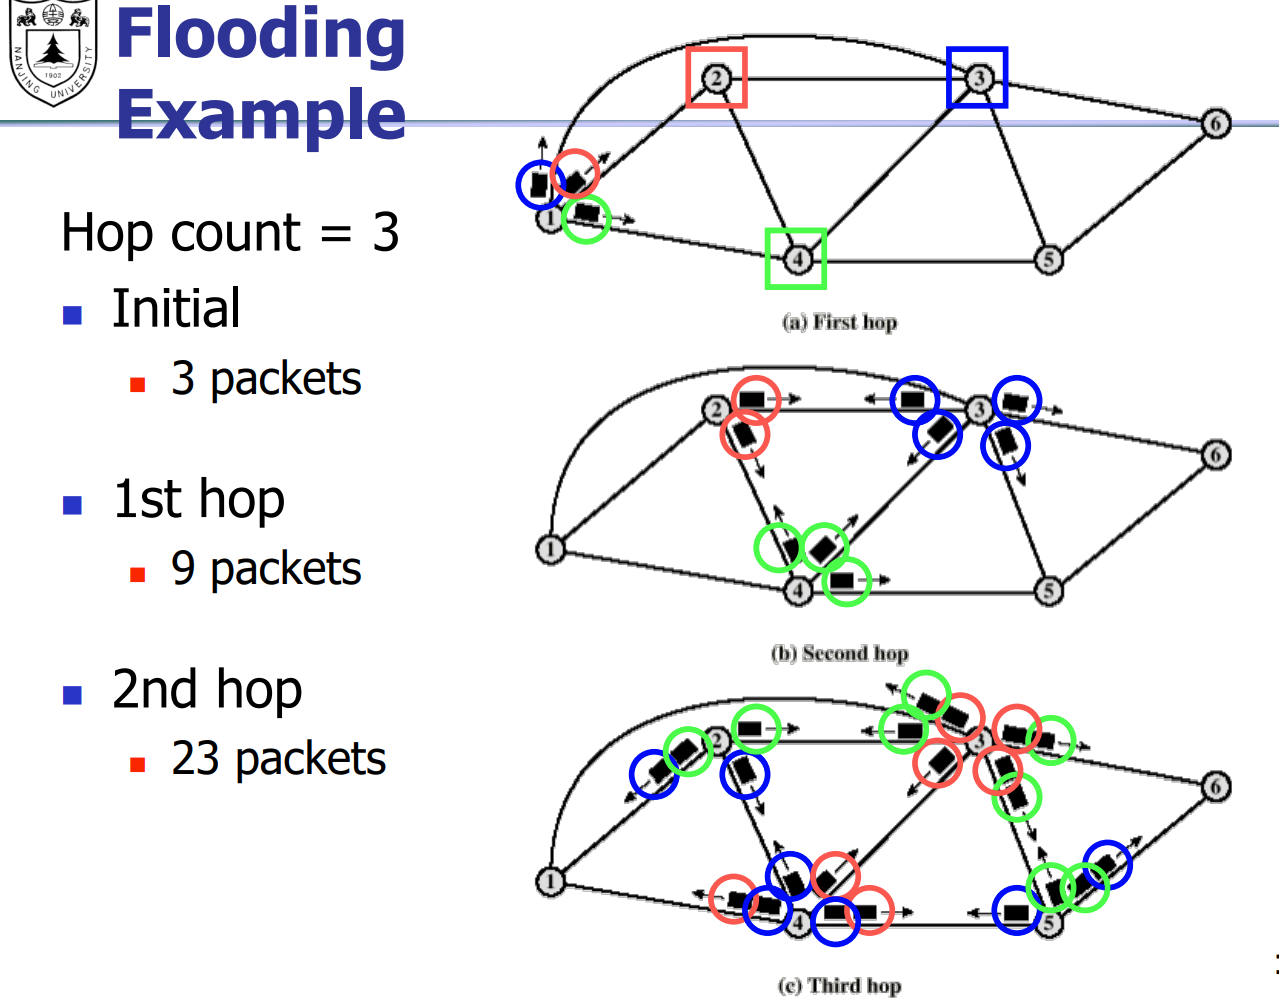 Flooding
Example
NANJING UNIVERSITY
1902
Hop count = 3
Initial
3 packets
1st hop
9 packets
2nd hop
23 packets
2
3
6
1
4
5
(a) First hop
2
3
6
1
4
5
(b) Second hop
2
3
6
1
4
5
(c) Third hop